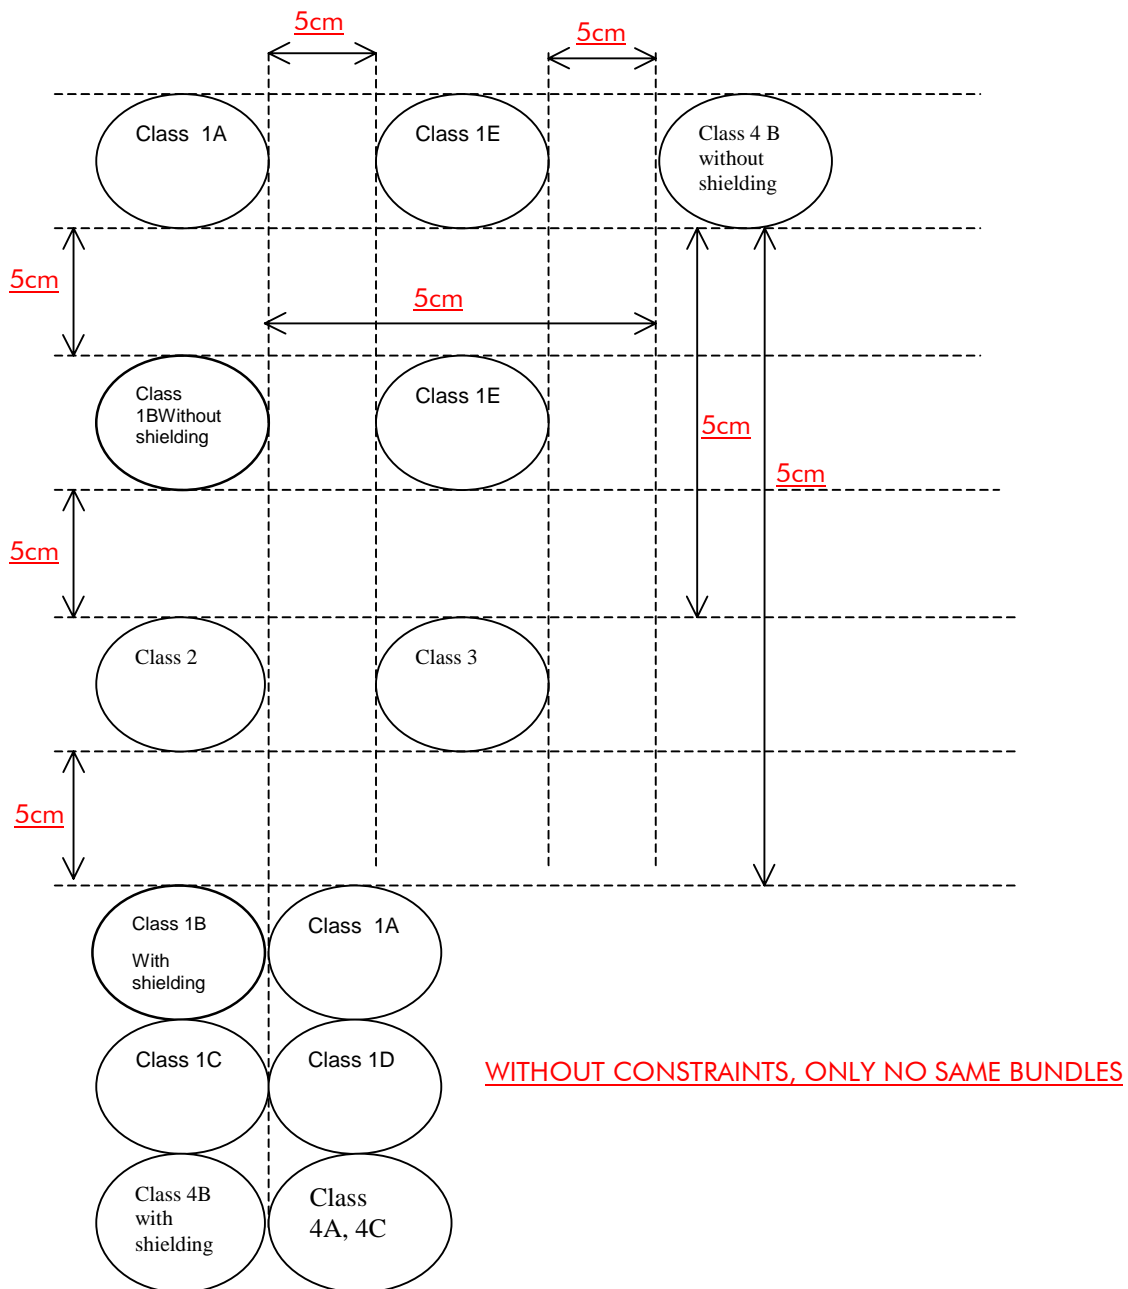 5cm
5cm
Class 1A
Class 1E
Class 4 B
without
shielding
5cm
5cm
Class
1BWithout
shielding
Class 1E
5cm
5cm
5cm
Class 2
Class 3
5cm
Class 1B
With
shielding
Class 1A
Class 1C
Class 1D
WITHOUT CONSTRAINTS, ONLY NO SAME BUNDLES
Class 4B
with
shielding
Class
4A, 4C